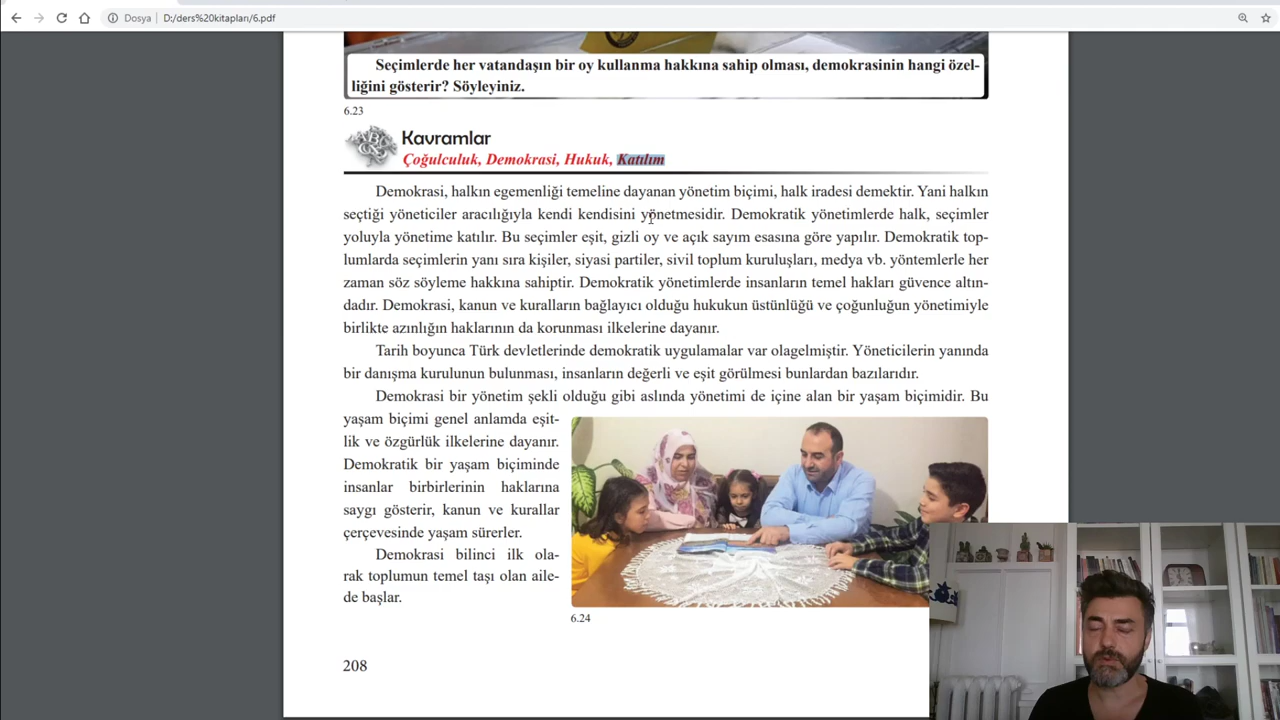 Dosya
D:/ders%20kitapları/6.pdf
Seçimlerde her vatandaşın bir oy kullanma hakkına sahip olması, demokrasinin hangi özel-
liğini gösterir? Söyleyiniz.
6.23
Kavramlar
Çoğulculuk, Demokrasi, Hukuk, Katılım
Demokrasi, halkın egemenliği temeline dayanan yönetim biçimi, halk iradesi demektir. Yani halkın
seçtiği yöneticiler aracılığıyla kendi kendisini yönetmesidir. Demokratik yönetimlerde halk, seçimler
yoluyla yönetime katılır. Bu seçimler eşit, gizli oy ve açık sayım esasına göre yapılır. Demokratik top-
lumlarda seçimlerin yanı sıra kişiler, siyasi partiler, sivil toplum kuruluşları, medya vb. yöntemlerle her
zaman söz söyleme hakkına sahiptir. Demokratik yönetimlerde insanların temel hakları güvence altın-
dadır. Demokrasi, kanun ve kuralların bağlayıcı olduğu hukukun üstünlüğü ve çoğunluğun yönetimiyle
birlikte azınlığın haklarının da korunması ilkelerine dayanır.
Tarih boyunca Türk devletlerinde demokratik uygulamalar var olagelmiştir. Yöneticilerin yanında
bir danışma kurulunun bulunması, insanların değerli ve eşit görülmesi bunlardan bazılarıdır.
Demokrasi bir yönetim şekli olduğu gibi aslında yönetimi de içine alan bir yaşam biçimidir. Bu
yaşam biçimi genel anlamda eşit-
lik ve özgürlük ilkelerine dayanır.
Demokratik bir yaşam biçiminde
insanlar birbirlerinin haklarına
saygı gösterir, kanun ve kurallar
çerçevesinde yaşam sürerler.
Demokrasi bilinci ilk ola-
rak toplumun temel taşı olan aile-
de başlar.
6.24
208